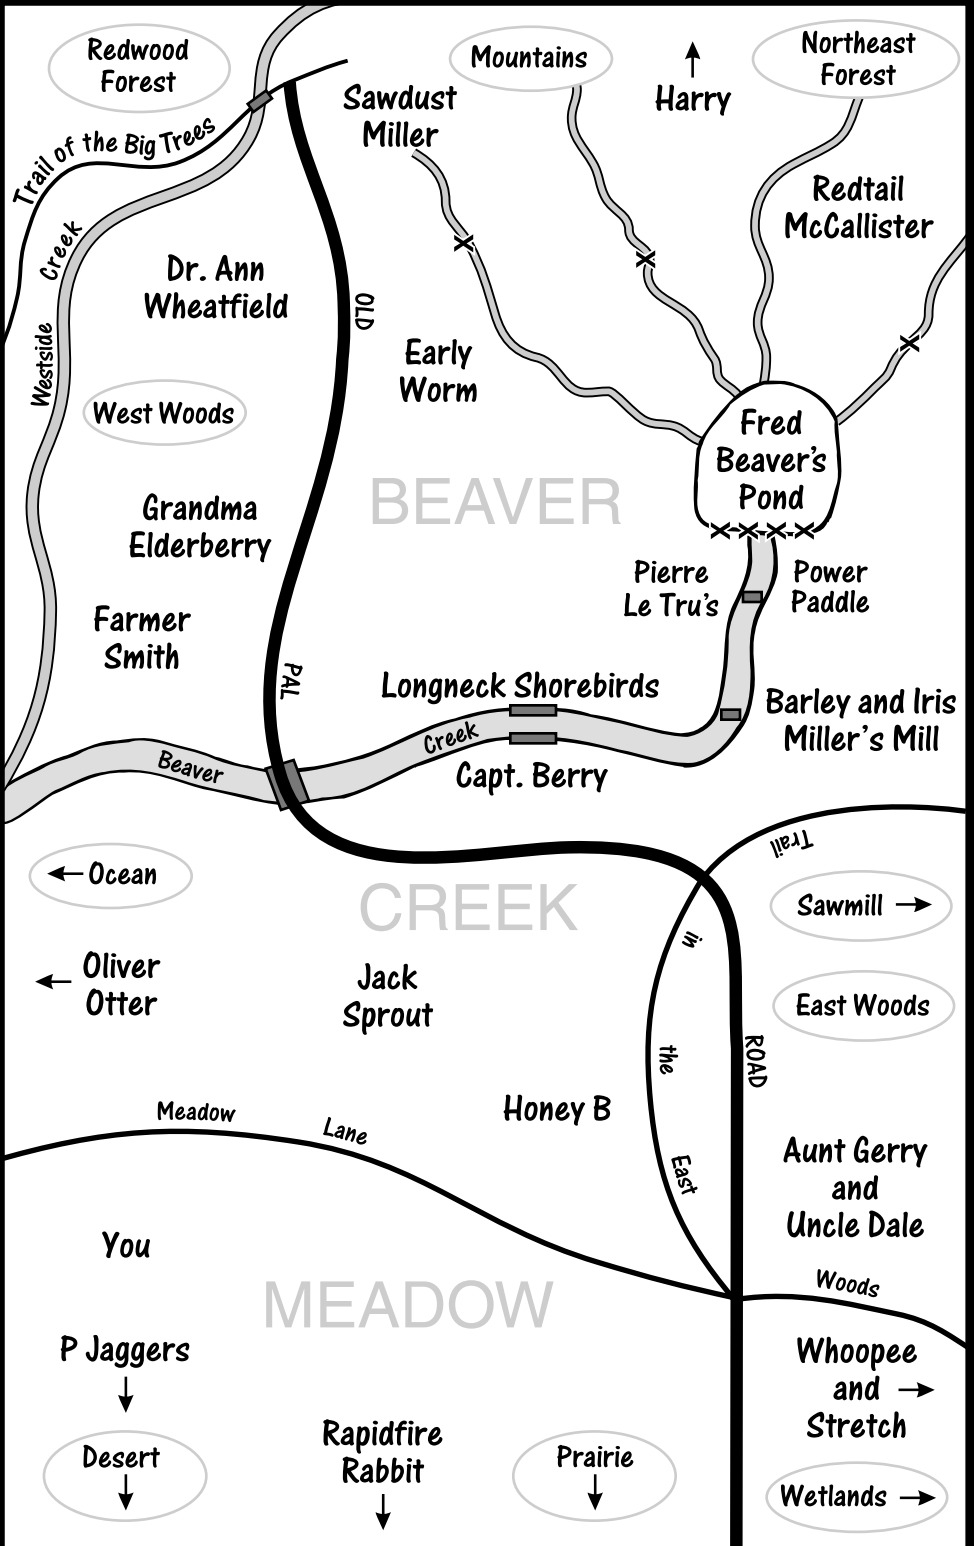 Redwood
Forest
Mountains
Harry
Northeast
Forest
Sawdust
Miller
Trail of the Big Trees
Redtail
McCallister
Westside Creek
Dr. Ann
Wheatfield
OLD
Early
Worm
West Woods
Fred
Beaver's
Pond
BEAVER
Grandma
Elderberry
Pierre
Le Tru's
Power
Paddle
Farmer
Smith
PAL
Longneck Shorebirds
Barley and Iris
Miller's Mill
Beaver Creek
Capt. Berry
Trail
Ocean
CREEK
Sawmill
in
Oliver
Otter
Jack
Sprout
East Woods
the
ROAD
Meadow Lane
Honey B
East
Aunt Gerry
and
Uncle Dale
You
Woods
MEADOW
P Jaggers
Whoopee
and
Stretch
Desert
Rapidfire
Rabbit
Prairie
Wetlands